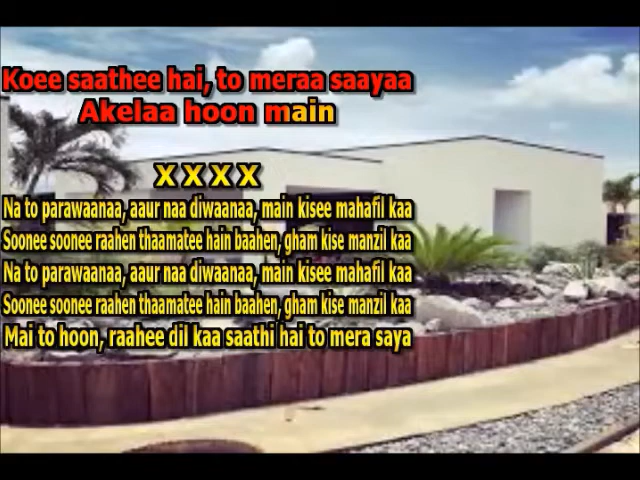 Koee saathee hai, to meraa saayaa
Akelaa hoon main
X X X X
Na to parawaanaa, aaur naa diwaanaa, main kisee mahafil kaa
Soonee soonee raahen thaamatee hain baahen, gham kise manzil kaa
Na to parawaanaa, aaur naa diwaanaa, main kisee mahafil kaa
Soonee soonee raahen thaamatee hain baahen, gham kise manzil kaa
Mai to hoon, raahee dil kaa saathi hai to mera saya